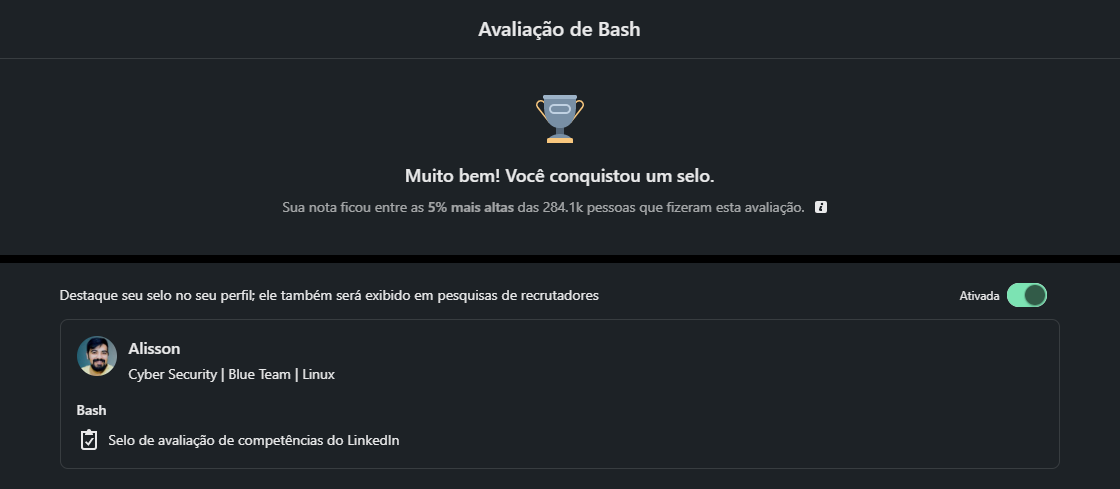 Avaliação de Bash
Muito bem! Você conquistou um selo.
Sua nota ficou entre as 5% mais altas das 284.1k pessoas que fizeram esta avaliação.
Destaque seu selo no seu perfil; ele também será exibido em pesquisas de recrutadores
Ativada
Alisson
Cyber Security | Blue Team | Linux
Bash
Selo de avaliação de competências do LinkedIn